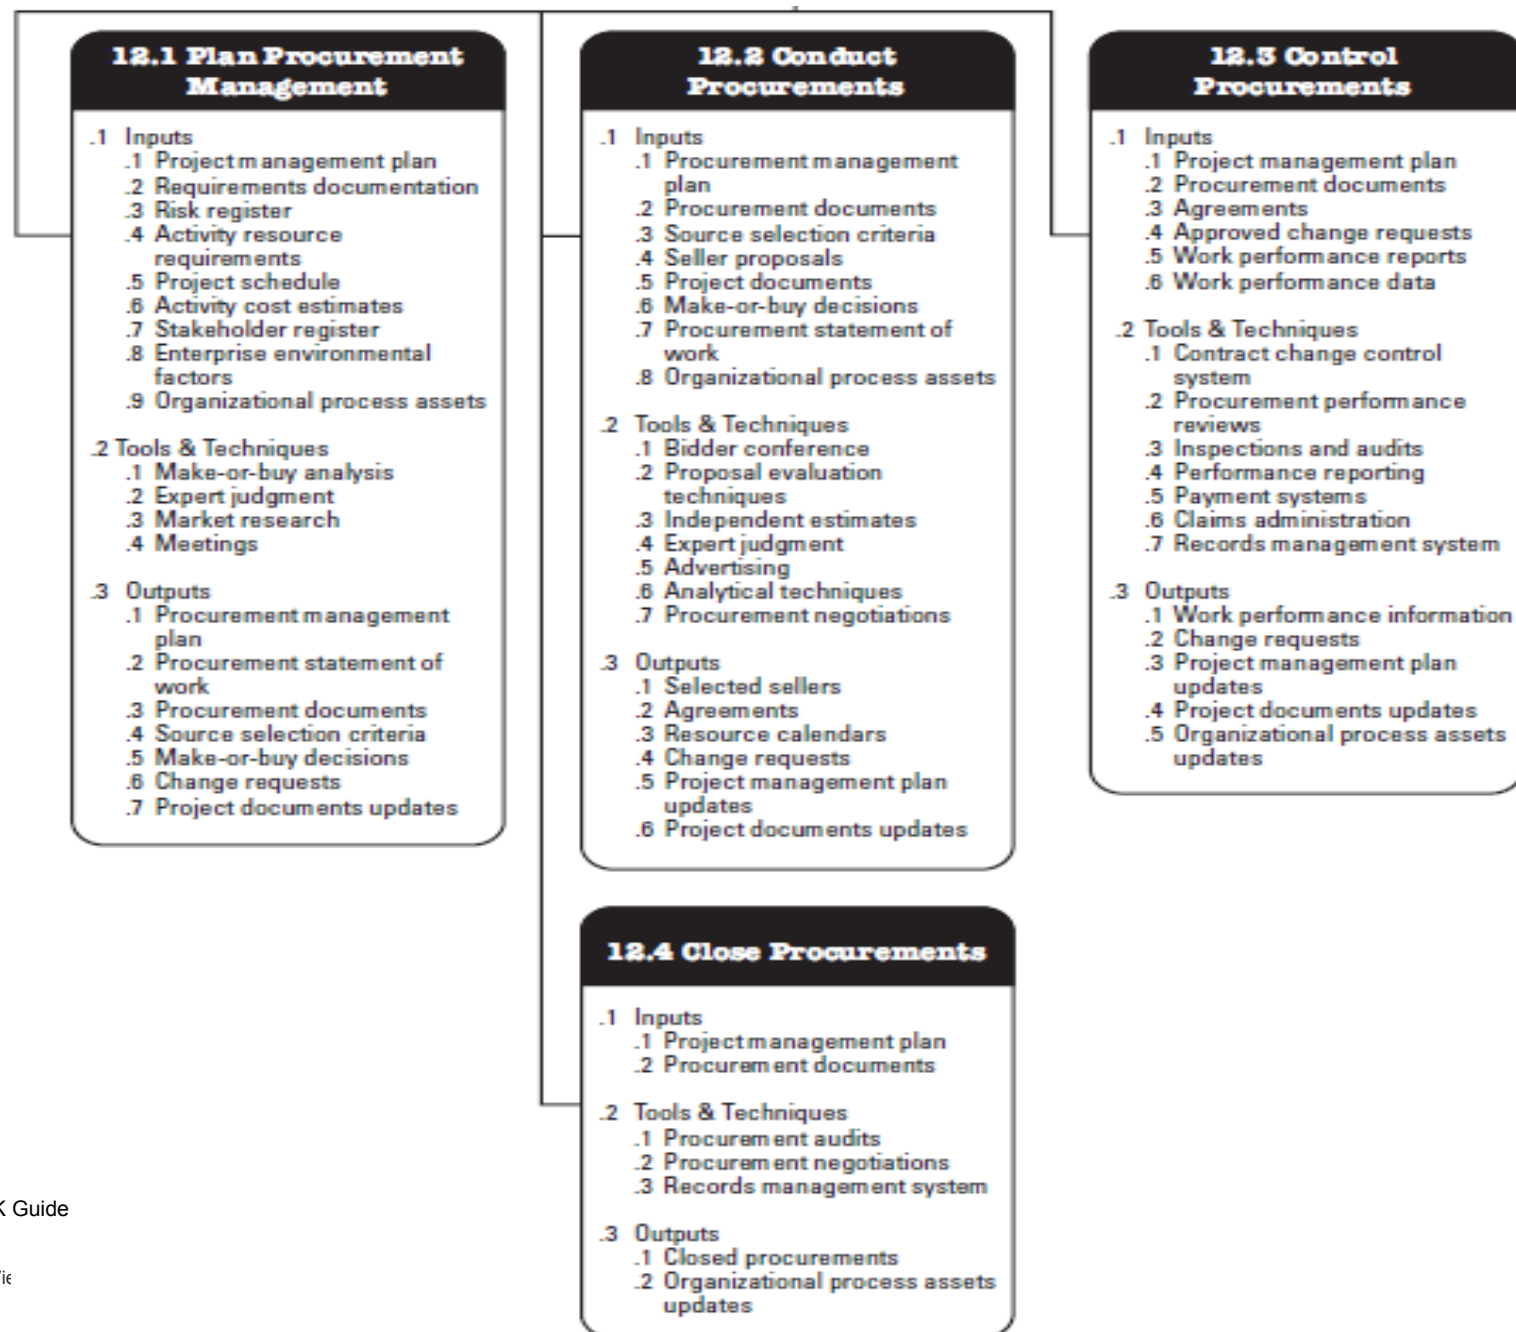 12.1 Plan Procurement
Management
.1 Inputs
.1 Project management plan
.2 Requirements documentation
.3 Risk register
.4 Activity resource
requirements
.5 Project schedule
.6 Activity cost estimates
.7 Stakeholder register
.8 Enterprise environmental
factors
.9 Organizational process assets
.2 Tools & Techniques
.1 Make-or-buy analysis
.2 Expert judgment
.3 Market research
.4 Meetings
.3 Outputs
.1 Procurement management
plan
.2 Procurement statement of
work
.3 Procurement documents
.4 Source selection criteria
.5 Make-or-buy decisions
.6 Change requests
.7 Project documents updates
12.2 Conduct
Procurements
.1 Inputs
.1 Procurement management
plan
.2 Procurement documents
.3 Source selection criteria
.4 Seller proposals
.5 Project documents
.6 Make-or-buy decisions
.7 Procurement statement of
work
.8 Organizational process assets
.2 Tools & Techniques
.1 Bidder conference
.2 Proposal evaluation
techniques
.3 Independent estimates
.4 Expert judgment
.5 Advertising
.6 Analytical techniques
.7 Procurement negotiations
.3 Outputs
.1 Selected sellers
.2 Agreements
.3 Resource calendars
.4 Change requests
.5 Project management plan
updates
.6 Project documents updates
12.3 Control
Procurements
.1 Inputs
.1 Project management plan
.2 Procurement documents
.3 Agreements
.4 Approved change requests
.5 Work performance reports
.6 Work performance data
.2 Tools & Techniques
.1 Contract change control
system
.2 Procurement performance
reviews
.3 Inspections and audits
.4 Performance reporting
.5 Payment systems
.6 Claims administration
.7 Records management system
.3 Outputs
.1 Work performance information
.2 Change requests
.3 Project management plan
updates
.4 Project documents updates
.5 Organizational process assets
updates
12.4 Close Procurements
.1 Inputs
.1 Project management plan
.2 Procurement documents
.2 Tools & Techniques
.1 Procurement audits
.2 Procurement negotiations
.3 Records management system
.3 Outputs
.1 Closed procurements
.2 Organizational process assets
updates
K Guide